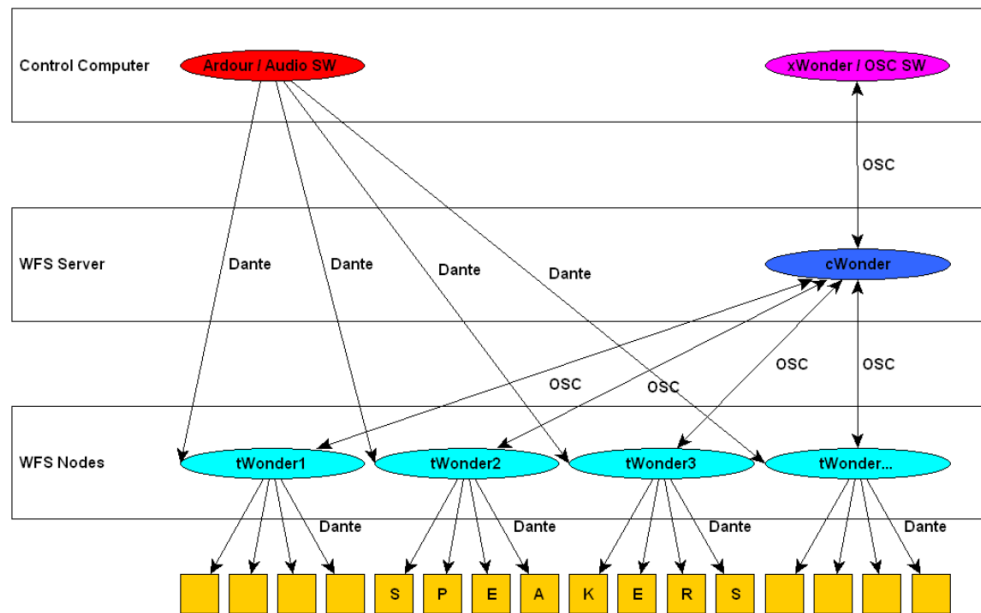 Control Computer
Ardour / Audio SW
xWonder / OSC SW
OSC
WFS Server
Dante
Dante
Dante
Dante
cWonder
OSC
OSC
OSC
OSC
WFS Nodes
tWonder1
tWonder2
tWonder3
tWonder...
Dante
Dante
Dante
Dante
S P E A K E R S